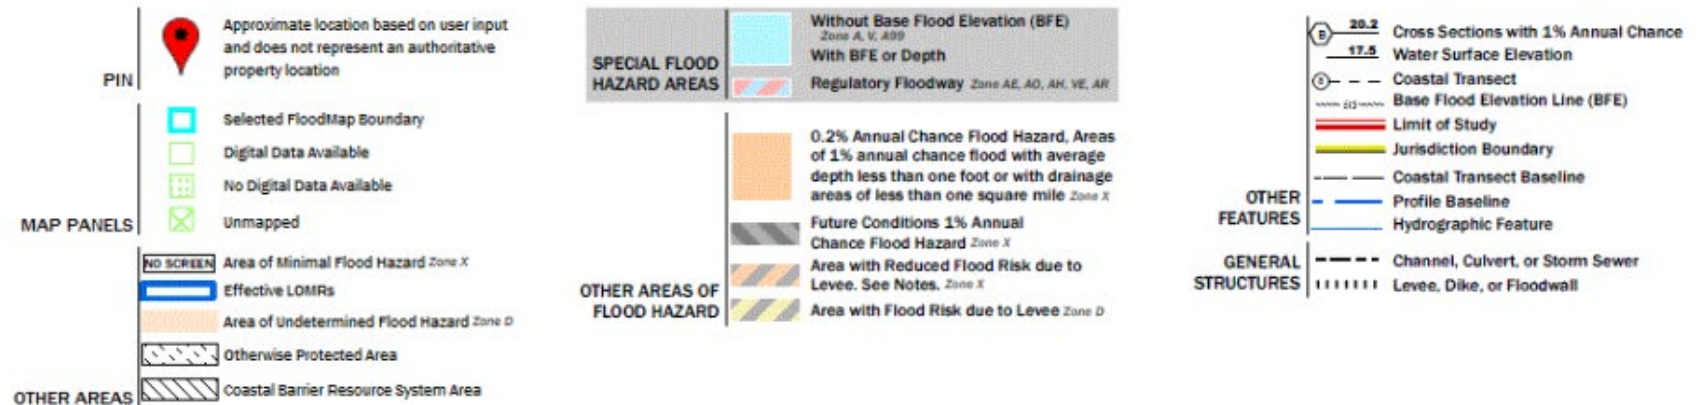 Approximate location based on user input
and does not represent an authoritative
property location
PIN
Selected FloodMap Boundary
Digital Data Available
No Digital Data Available
MAP PANELS
Unmapped
NO SCREEN Area of Minimal Flood Hazard Zone X
Effective LOMRs
Area of Undetermined Flood Hazard Zone D
Otherwise Protected Area
OTHER AREAS
Coastal Barrier Resource System Area
SPECIAL FLOOD
HAZARD AREAS
Without Base Flood Elevation (BFE)
Zone A, V, A99
With BFE or Depth
Regulatory Floodway Zone AE, AO, AH, VE, AR
0.2% Annual Chance Flood Hazard, Areas
of 1% annual chance flood with average
depth less than one foot or with drainage
areas of less than one square mile Zone X
Future Conditions 1% Annual
Chance Flood Hazard Zone X
Area with Reduced Flood Risk due to
Levee. See Notes. Zone X
OTHER AREAS OF
FLOOD HAZARD
Area with Flood Risk due to Levee Zone D
B 20.2 Cross Sections with 1% Annual Chance
17.5 Water Surface Elevation
Coastal Transect
Base Flood Elevation Line (BFE)
Limit of Study
Jurisdiction Boundary
Coastal Transect Baseline
OTHER
FEATURES
Profile Baseline
Hydrographic Feature
GENERAL
STRUCTURES
Channel, Culvert, or Storm Sewer
Levee, Dike, or Floodwall